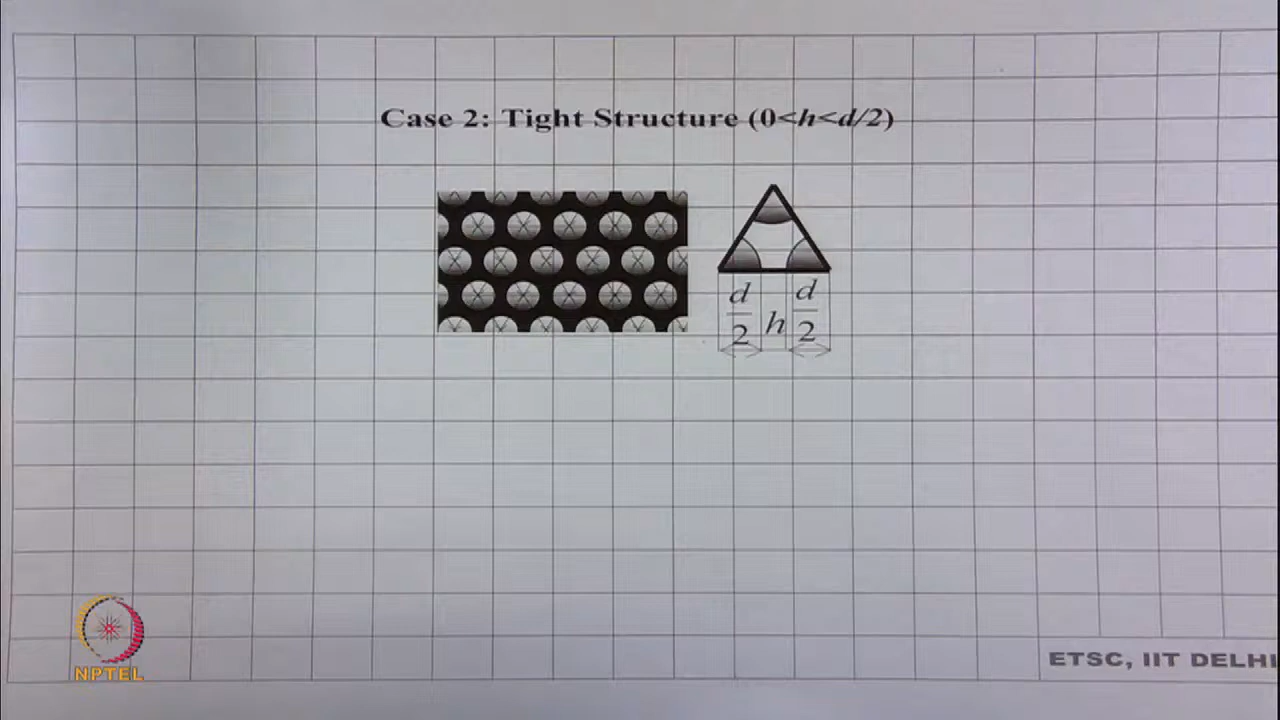 Case 2: Tight Structure (0<h<d/2)
d d
2 h 2
NPTEL
ETSC, IIT DELHI